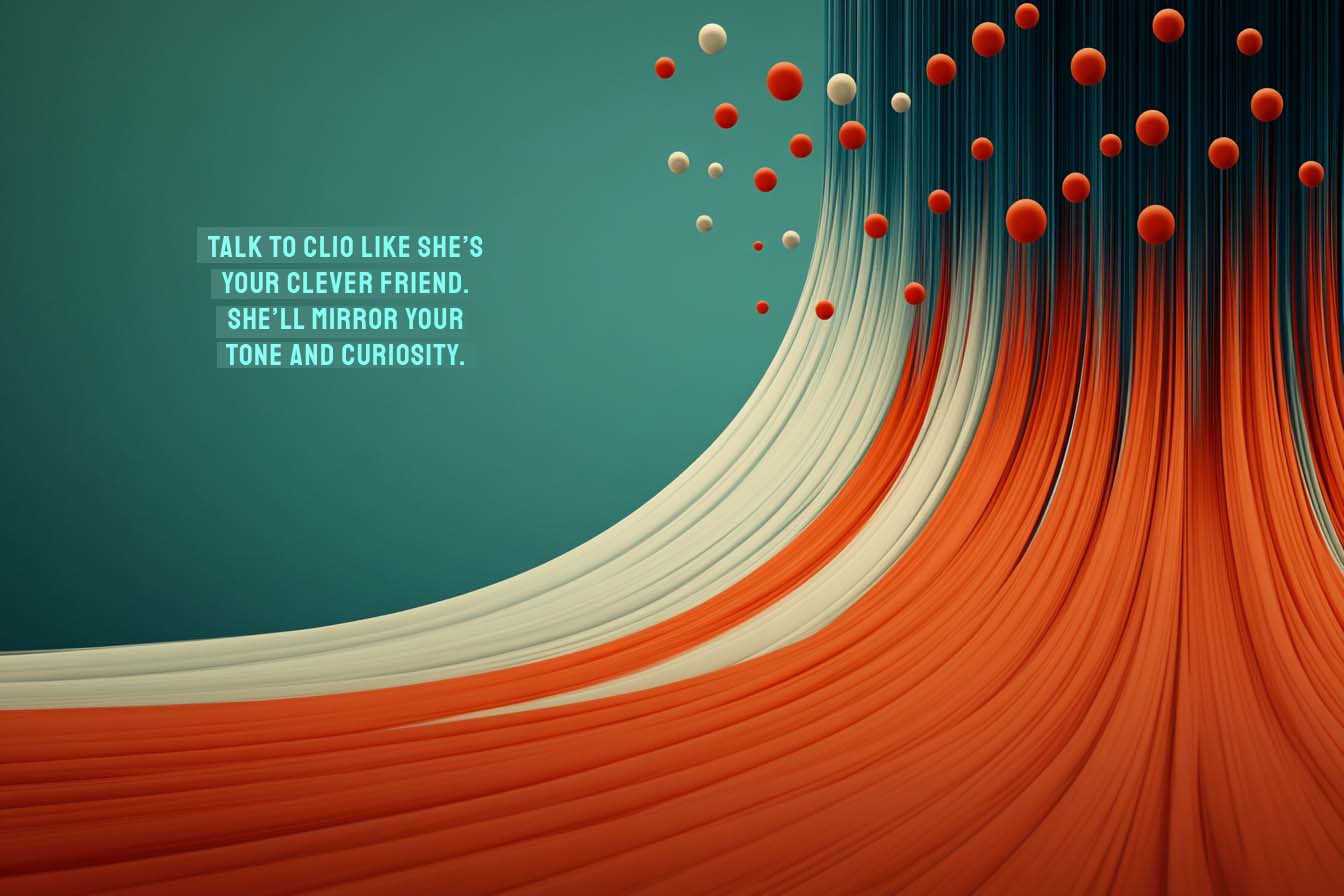 TALK TO CLIO LIKE SHE’S
YOUR CLEVER FRIEND.
SHE’LL MIRROR YOUR
TONE AND CURIOSITY.